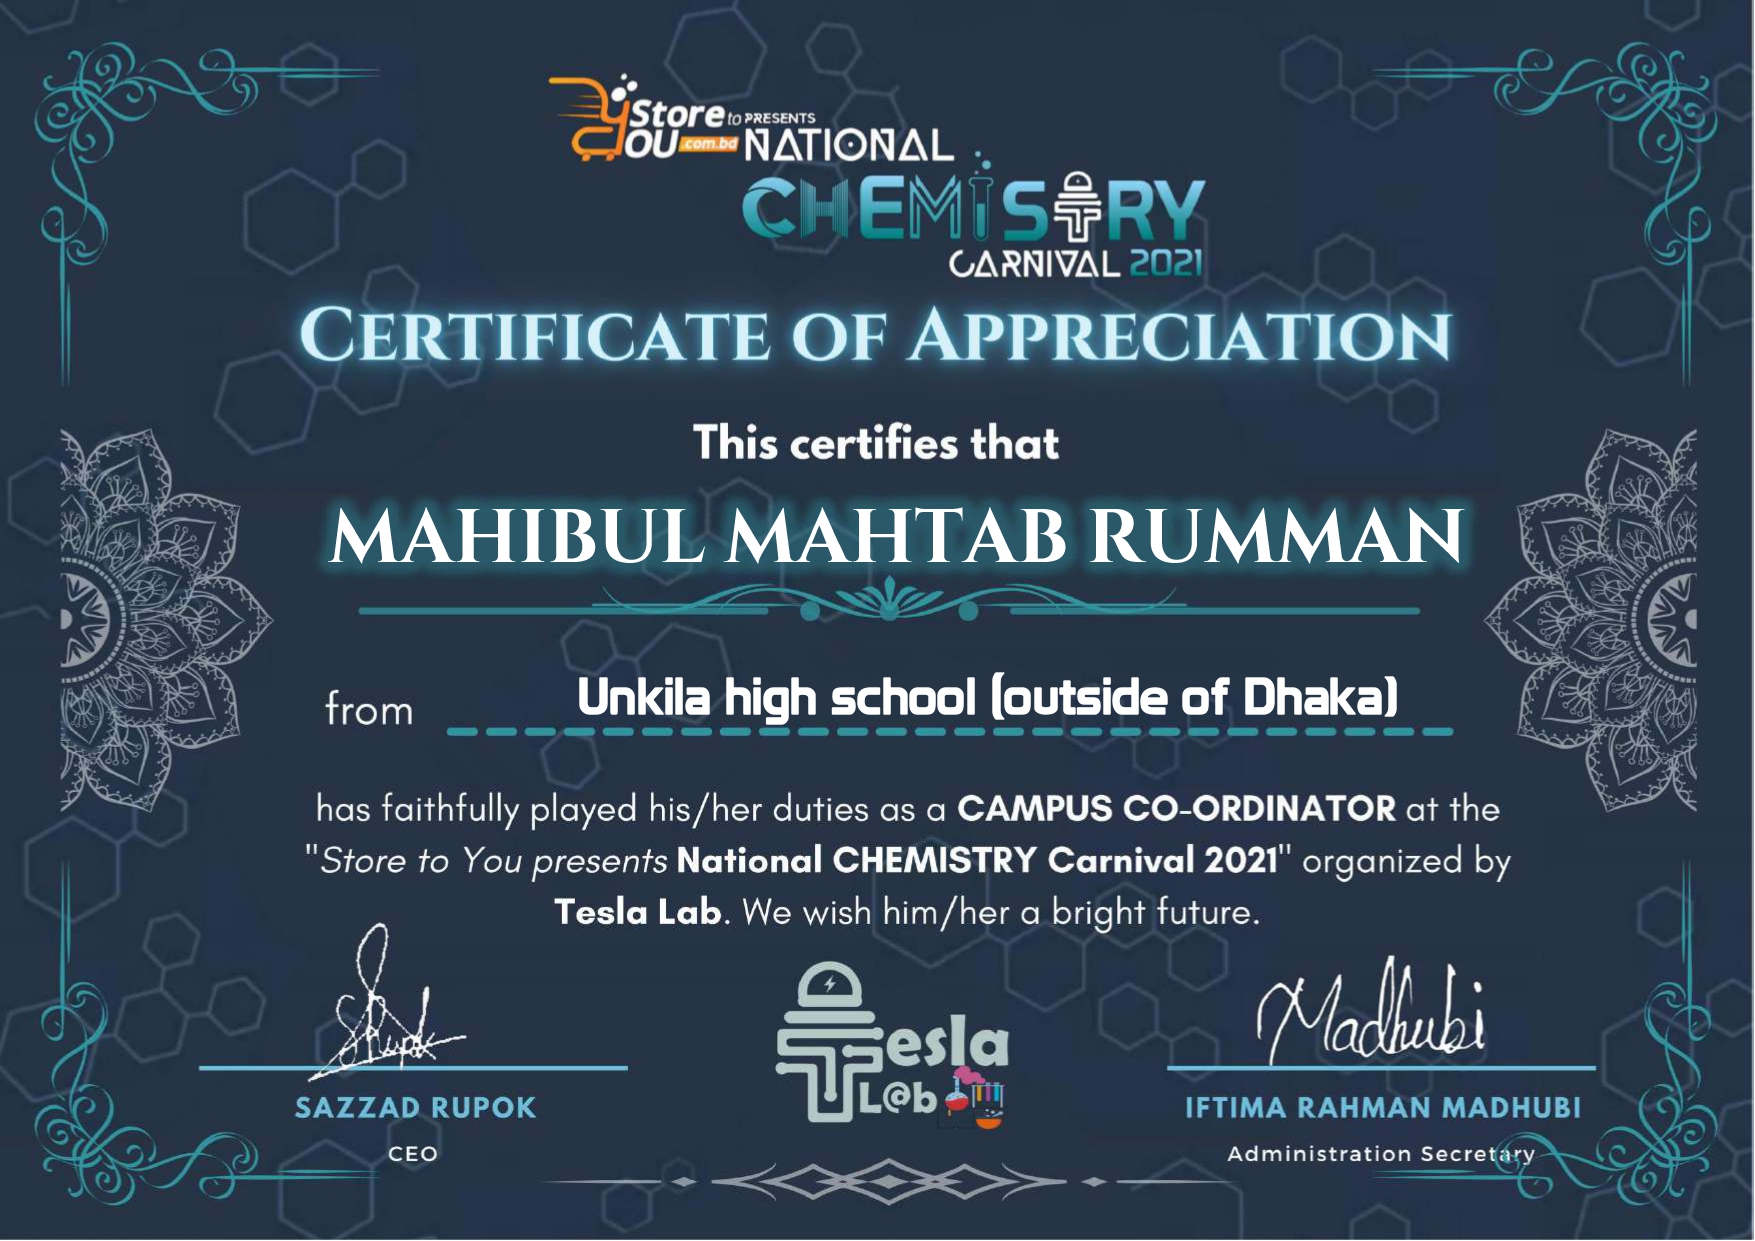 Store to PRESENTS
YOU .com.bd NATIONAL
CHEMISTRY
CARNIVAL 2021
CERTIFICATE OF APPRECIATION
This certifies that
MAHIBUL MAHTAB RUMMAN
from Unkila high school (outside of Dhaka)
has faithfully played his/her duties as a CAMPUS CO-ORDINATOR at the
"Store to You presents National CHEMISTRY Carnival 2021" organized by
Tesla Lab. We wish him/her a bright future.
SRupok
Madhubi
Tesla
L@b
SAZZAD RUPOK
IFTIMA RAHMAN MADHUBI
CEO
Administration Secretary